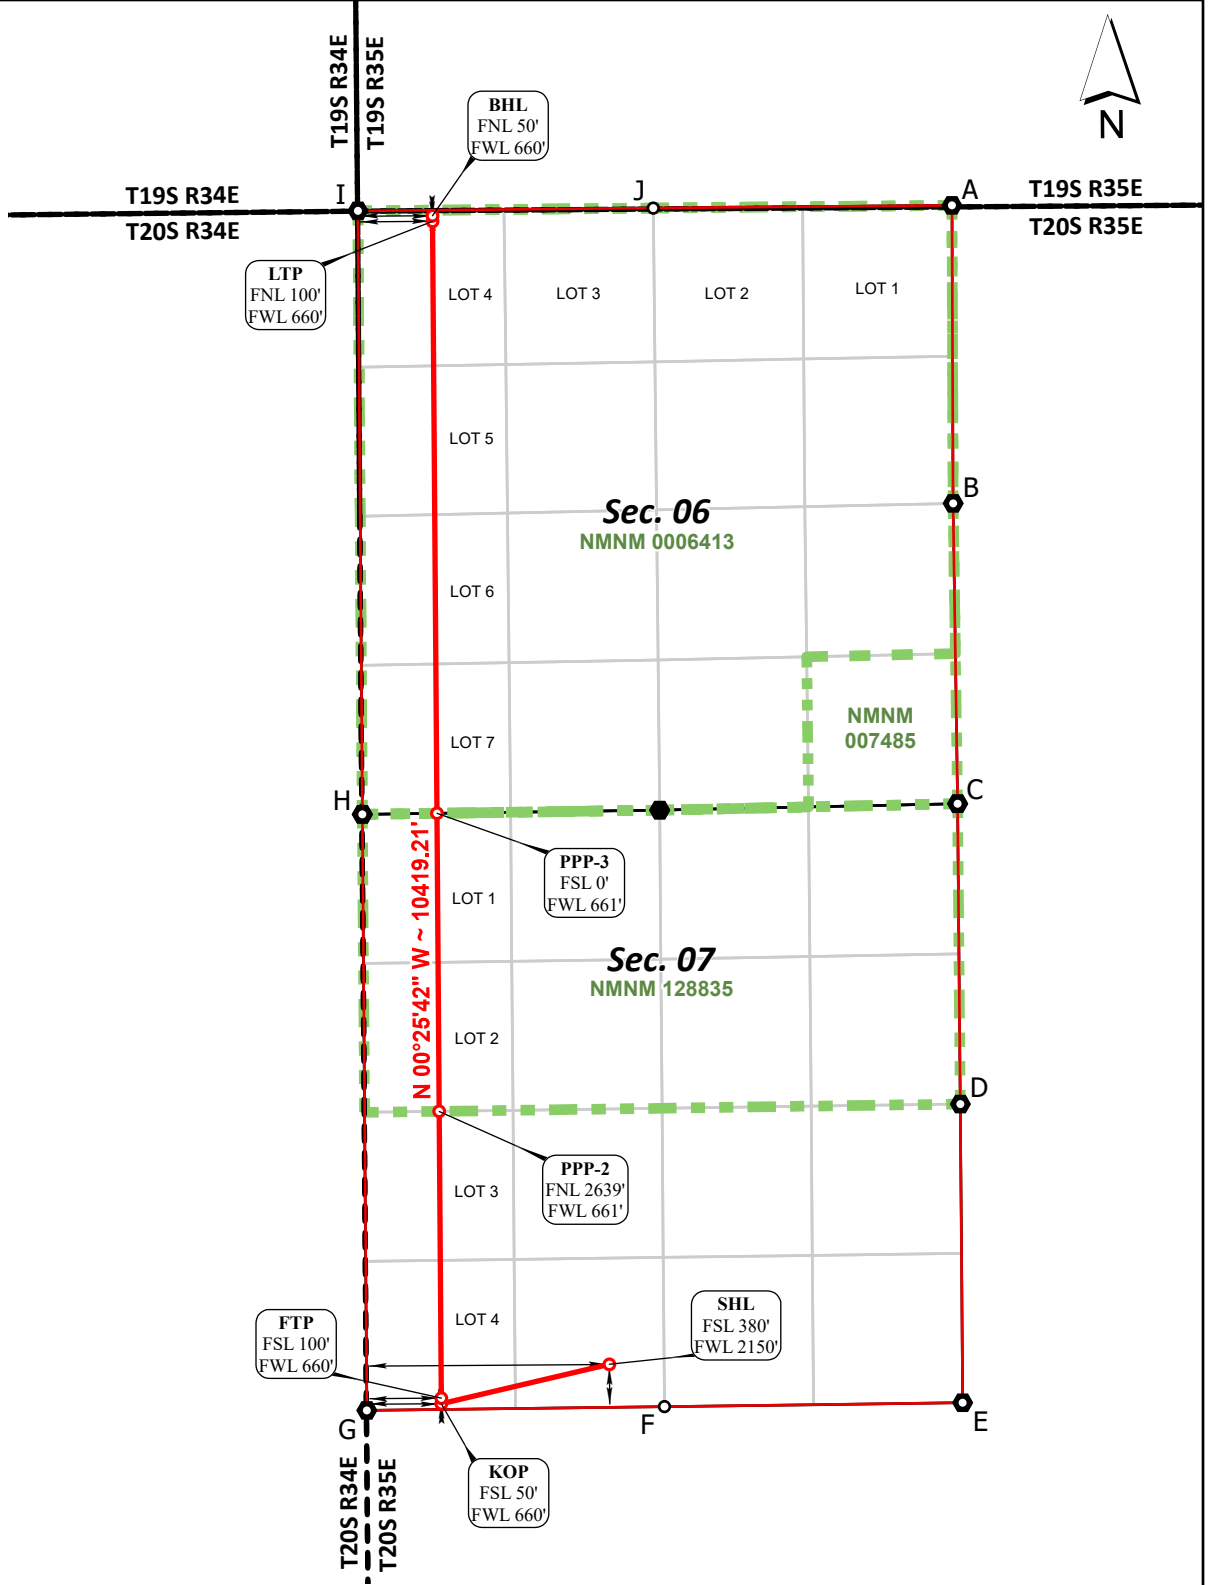 T19S R34E
T19S R35E
N
BHL
FNL 50'
FWL 660'
T19S R34E
I
J
A
T19S R35E
T20S R34E
T20S R35E
LTP
FNL 100'
FWL 660'
LOT 4
LOT 3
LOT 2
LOT 1
LOT 5
B
Sec. 06
NMNM 0006413
LOT 6
NMNM
007485
LOT 7
H
C
N 00°25'42" W ~ 10419.21'
PPP-3
FSL 0'
FWL 661'
LOT 1
Sec. 07
NMNM 128835
LOT 2
D
PPP-2
FNL 2639'
FWL 661'
LOT 3
SHL
FSL 380'
FWL 2150'
FTP
FSL 100'
FWL 660'
LOT 4
G
F
E
KOP
FSL 50'
FWL 660'
T20S R34E
T20S R35E